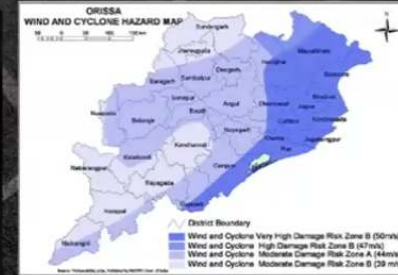 ORISSA
WIND AND CYCLONE HAZARD MAP
Sundargarh
Jharsuguda
Deogarh
Sambalpur
Bargarh
Sonepur
Angul
Boudh
Bolangir
Nuapada
Dhenkanal
Cuttack
Nayagarh
Khurda
Puri
Kandhamal
Kalahandi
Ganjam
Nabarangpur
Rayagada
Koraput
Gajapati
Malkangiri
Mayurbhanj
Balasore
Bhadrak
Jajpur
Kendrapara
Jagatsinghpur
District Boundary
Wind and Cyclone Very High Damage Risk Zone B (50m/s)
Wind and Cyclone High Damage Risk Zone B (47m/s)
Wind and Cyclone Moderate Damage Risk Zone A (44m/s)
Wind and Cyclone Moderate Damage Risk Zone B (39 m/s)